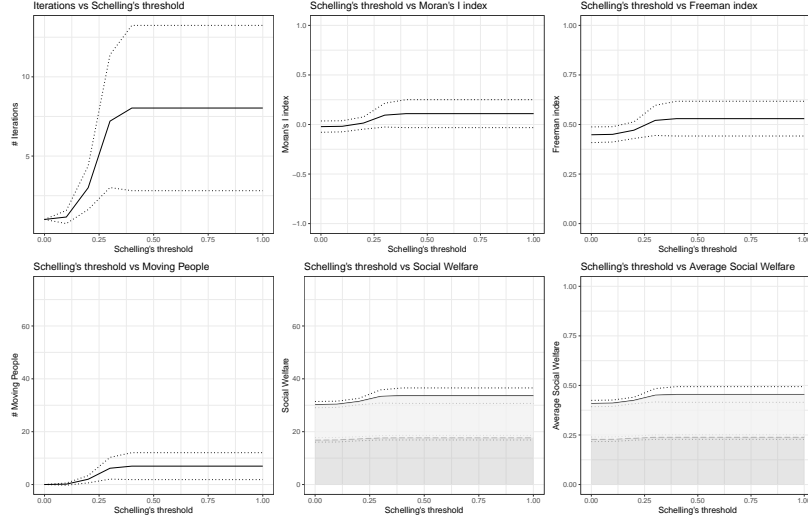 Iterations vs Schelling's threshold
10
5
# Iterations
0.00 0.25 0.50 0.75 1.00
Schelling's threshold
Schelling's threshold vs Moran's I index
1.0
0.5
0.0
−0.5
−1.0
Moran's I index
0.00 0.25 0.50 0.75 1.00
Schelling's threshold
Schelling's threshold vs Freeman index
1.00
0.75
0.50
0.25
0.00
Freeman index
0.00 0.25 0.50 0.75 1.00
Schelling's threshold
Schelling's threshold vs Moving People
60
40
20
0
# Moving People
0.00 0.25 0.50 0.75 1.00
Schelling's threshold
Schelling's threshold vs Social Welfare
60
40
20
0
Social Welfare
0.00 0.25 0.50 0.75 1.00
Schelling's threshold
Schelling's threshold vs Average Social Welfare
1.00
0.75
0.50
0.25
0.00
Average Social Welfare
0.00 0.25 0.50 0.75 1.00
Schelling's threshold